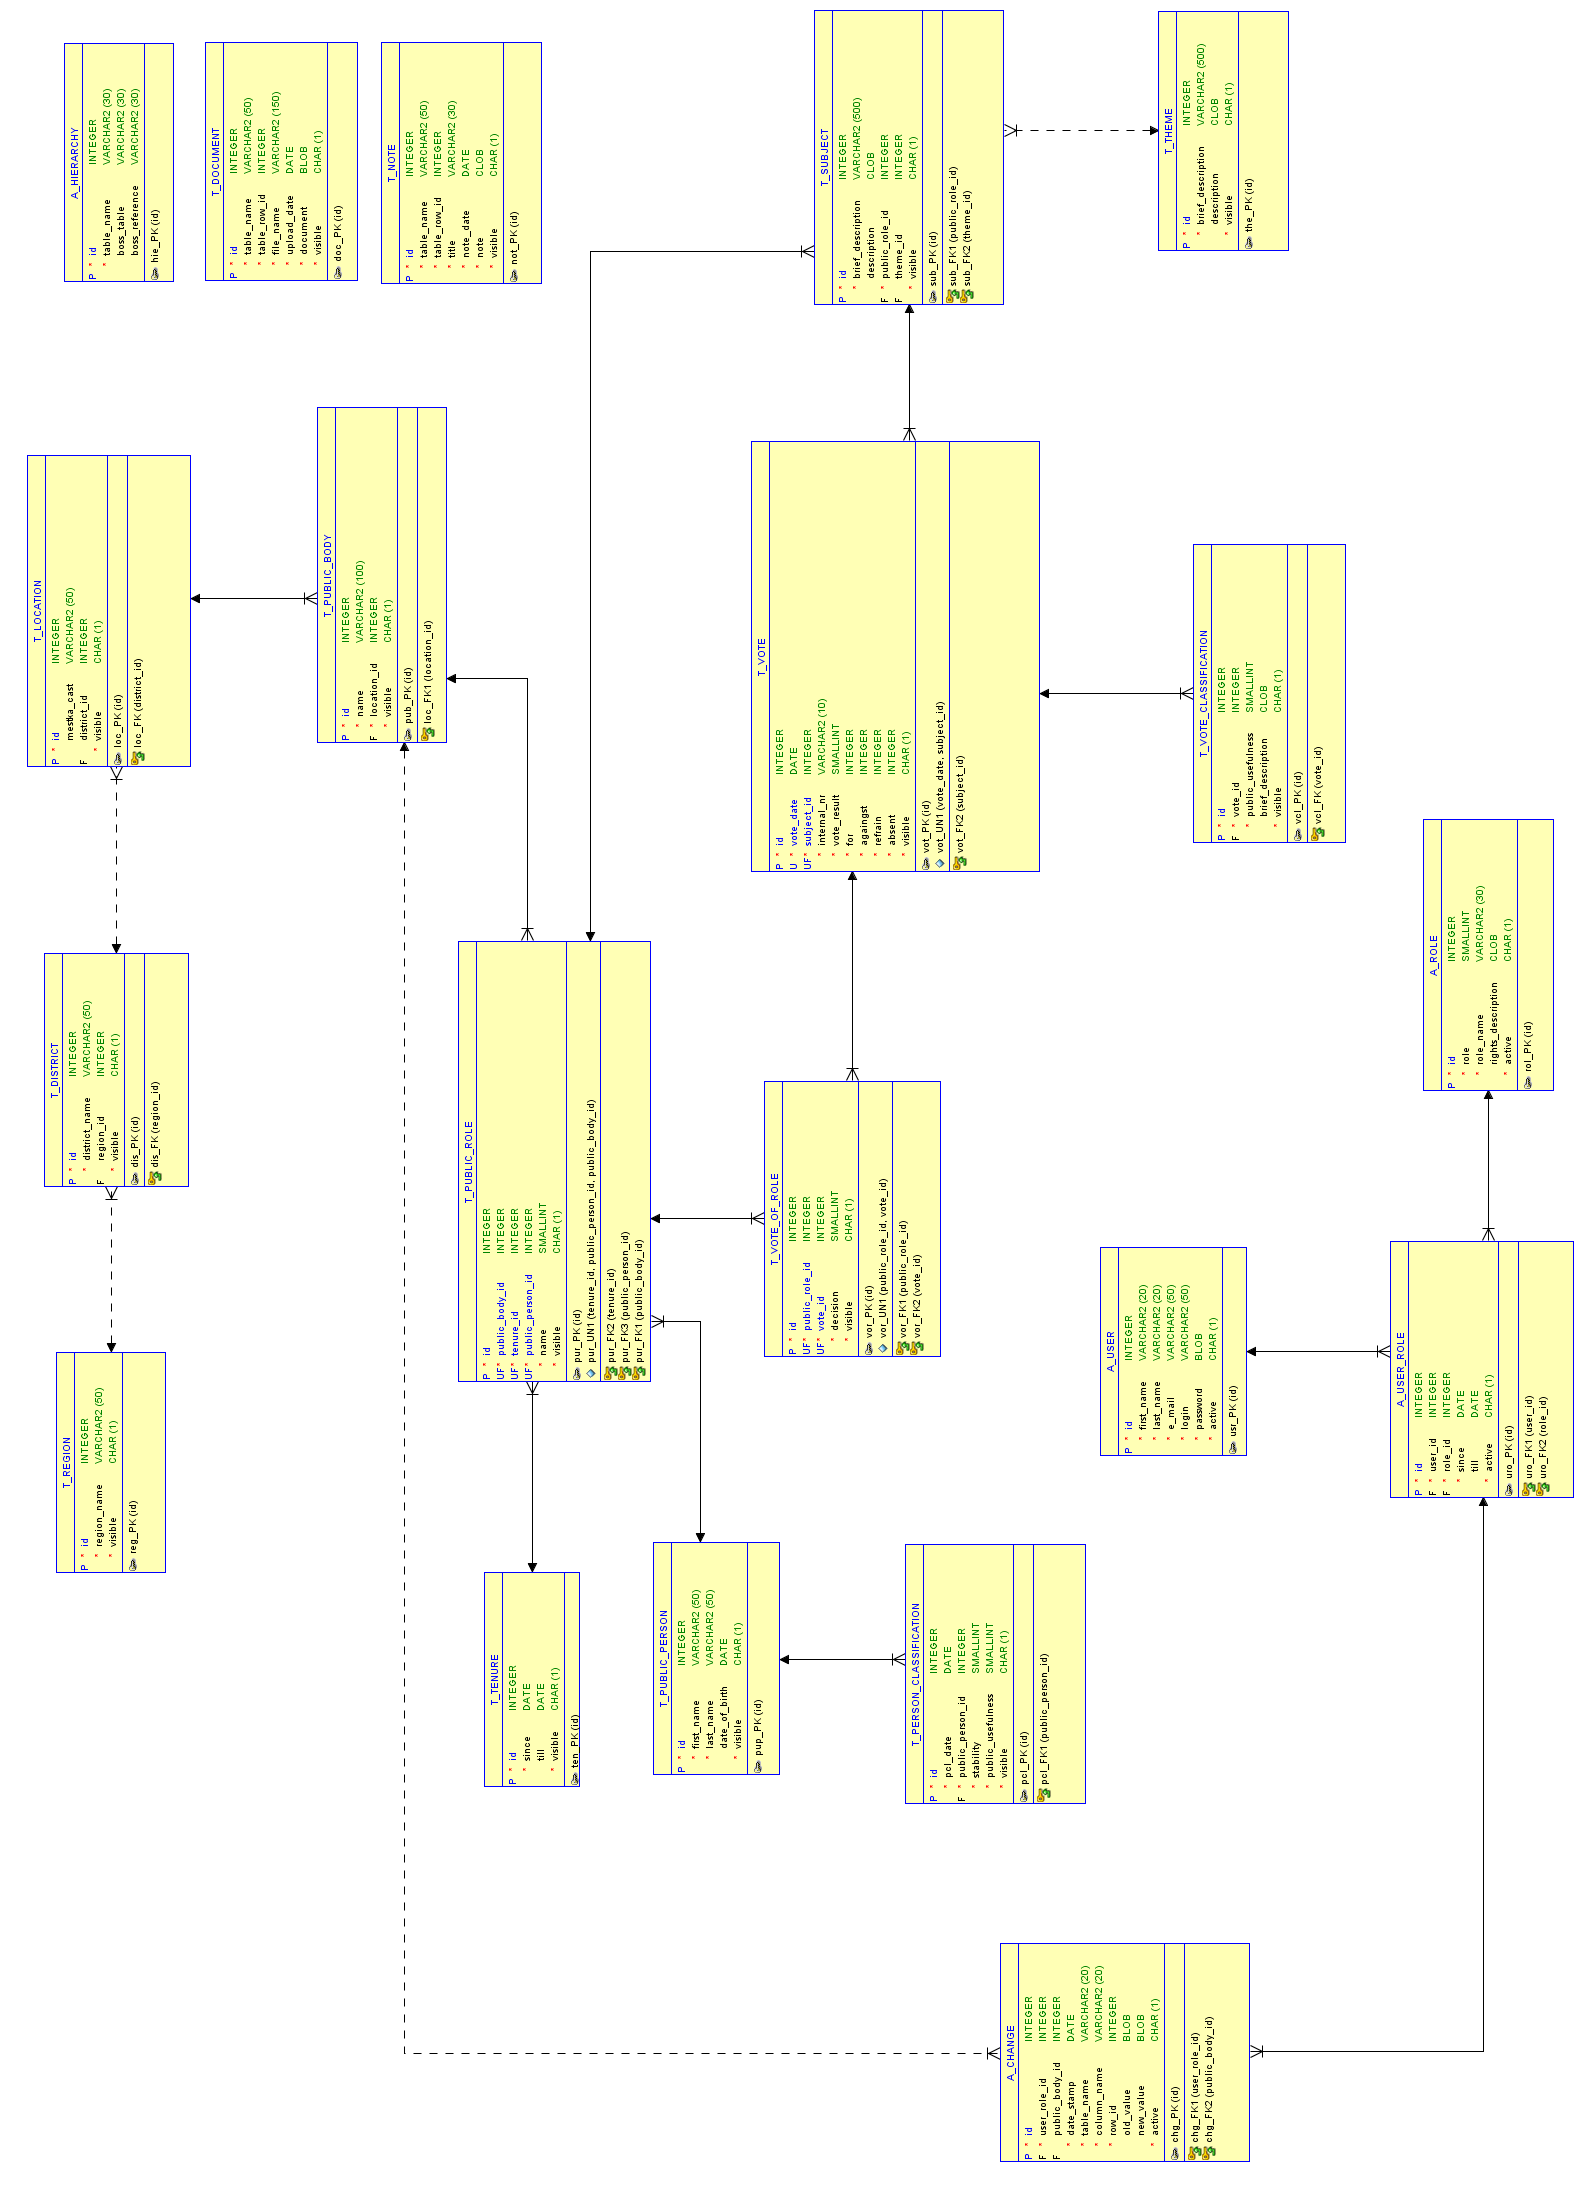 T_REGION
P * id INTEGER
* region_name VARCHAR2 (50)
* visible CHAR (1)
reg_PK (id)
T_DISTRICT
P * id INTEGER
* district_name VARCHAR2 (50)
F region_id INTEGER
* visible CHAR (1)
dis_PK (id)
dis_FK (region_id)
T_LOCATION
P * id INTEGER
mestka_cast VARCHAR2 (50)
F district_id INTEGER
* visible CHAR (1)
loc_PK (id)
loc_FK (district_id)
A_HIERARCHY
P * id INTEGER
* table_name VARCHAR2 (30)
boss_table VARCHAR2 (30)
boss_reference VARCHAR2 (30)
hie_PK (id)
T_DOCUMENT
P * id INTEGER
* table_name VARCHAR2 (50)
* table_row_id INTEGER
* file_name VARCHAR2 (150)
* upload_date DATE
* document BLOB
* visible CHAR (1)
doc_PK (id)
T_PUBLIC_BODY
P * id INTEGER
* name VARCHAR2 (100)
F * location_id INTEGER
* visible CHAR (1)
pub_PK (id)
loc_FK1 (location_id)
T_NOTE
P * id INTEGER
* table_name VARCHAR2 (50)
* table_row_id INTEGER
* title VARCHAR2 (30)
* note_date DATE
* note CLOB
* visible CHAR (1)
not_PK (id)
T_PUBLIC_ROLE
P * id INTEGER
UF* public_body_id INTEGER
UF* tenure_id INTEGER
UF* public_person_id INTEGER
* name SMALLINT
* visible CHAR (1)
pur_PK (id)
pur_UN1 (tenure_id, public_person_id, public_body_id)
pur_FK2 (tenure_id)
pur_FK3 (public_person_id)
pur_FK1 (public_body_id)
T_TENURE
P * id INTEGER
* since DATE
till DATE
* visible CHAR (1)
ten_PK (id)
T_PUBLIC_PERSON
P * id INTEGER
* first_name VARCHAR2 (50)
* last_name VARCHAR2 (50)
date_of_birth DATE
* visible CHAR (1)
pup_PK (id)
T_VOTE
P * id INTEGER
U * vote_date DATE
UF* subject_id INTEGER
* internal_nr VARCHAR2 (10)
* vote_result SMALLINT
* for INTEGER
* againgst INTEGER
* refrain INTEGER
* absent INTEGER
* visible CHAR (1)
vot_PK (id)
vot_UN1 (vote_date, subject_id)
vot_FK2 (subject_id)
T_VOTE_OF_ROLE
P * id INTEGER
UF* public_role_id INTEGER
UF* vote_id INTEGER
* decision SMALLINT
* visible CHAR (1)
vor_PK (id)
vor_UN1 (public_role_id, vote_id)
vor_FK1 (public_role_id)
vor_FK2 (vote_id)
T_SUBJECT
P * id INTEGER
* brief_description VARCHAR2 (500)
description CLOB
F * public_role_id INTEGER
F theme_id INTEGER
* visible CHAR (1)
sub_PK (id)
sub_FK1 (public_role_id)
sub_FK2 (theme_id)
T_PERSON_CLASSIFICATION
P * id INTEGER
* pcl_date DATE
F * public_person_id INTEGER
* stability SMALLINT
* public_usefulness SMALLINT
* visible CHAR (1)
pcl_PK (id)
pcl_FK1 (public_person_id)
A_CHANGE
P * id INTEGER
F * user_role_id INTEGER
F public_body_id INTEGER
* date_stamp DATE
* table_name VARCHAR2 (20)
* column_name VARCHAR2 (20)
* row_id INTEGER
old_value BLOB
new_value BLOB
* active CHAR (1)
chg_PK (id)
chg_FK1 (user_role_id)
chg_FK2 (public_body_id)
A_USER
P * id INTEGER
* first_name VARCHAR2 (20)
* last_name VARCHAR2 (20)
* e_mail VARCHAR2 (50)
* login VARCHAR2 (50)
* password BLOB
* active CHAR (1)
usr_PK (id)
T_THEME
P * id INTEGER
* brief_description VARCHAR2 (500)
description CLOB
* visible CHAR (1)
the_PK (id)
T_VOTE_CLASSIFICATION
P * id INTEGER
F * vote_id INTEGER
* public_usefulness SMALLINT
brief_description CLOB
* visible CHAR (1)
vcl_PK (id)
vcl_FK (vote_id)
A_USER_ROLE
P * id INTEGER
F * user_id INTEGER
F * role_id INTEGER
* since DATE
till DATE
* active CHAR (1)
uro_PK (id)
uro_FK1 (user_id)
uro_FK2 (role_id)
A_ROLE
P * id INTEGER
* role SMALLINT
* role_name VARCHAR2 (30)
rights_description CLOB
* active CHAR (1)
rol_PK (id)